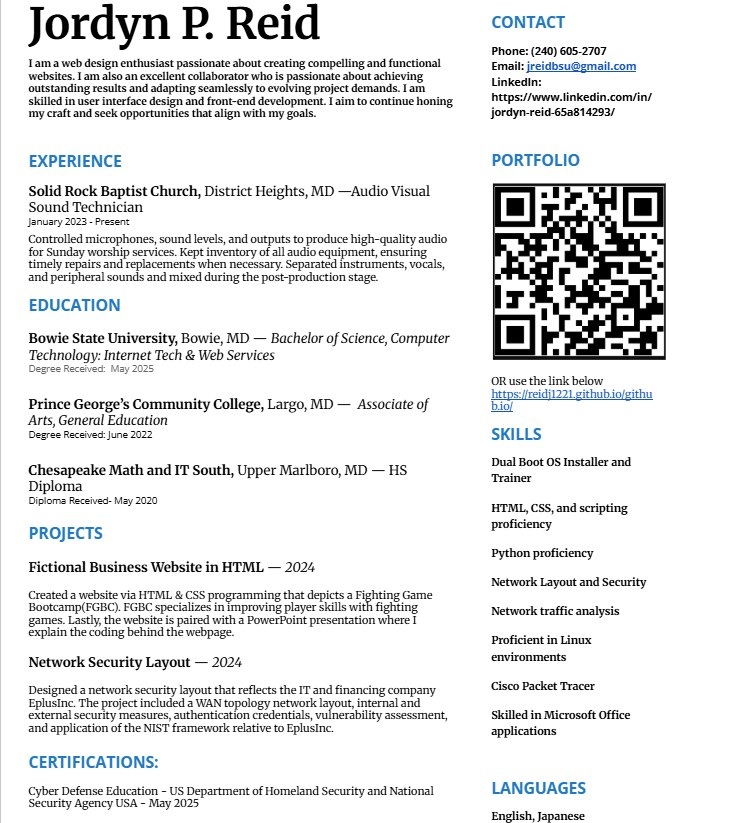 Jordyn P. Reid
I am a web design enthusiast passionate about creating compelling and functional
websites. I am also an excellent collaborator who is passionate about achieving
outstanding results and adapting seamlessly to evolving project demands. I am
skilled in user interface design and front-end development. I aim to continue honing
my craft and seek opportunities that align with my goals.
EXPERIENCE
Solid Rock Baptist Church, District Heights, MD —Audio Visual
Sound Technician
January 2023 - Present
Controlled microphones, sound levels, and outputs to produce high-quality audio
for Sunday worship services. Kept inventory of all audio equipment, ensuring
timely repairs and replacements when necessary. Separated instruments, vocals,
and peripheral sounds and mixed during the post-production stage.
EDUCATION
Bowie State University, Bowie, MD — Bachelor of Science, Computer
Technology: Internet Tech & Web Services
Degree Received:  May 2025
Prince George’s Community College, Largo, MD —  Associate of
Arts, General Education
Degree Received: June 2022
Chesapeake Math and IT South, Upper Marlboro, MD — HS
Diploma
Diploma Received- May 2020
PROJECTS
Fictional Business Website in HTML — 2024
Created a website via HTML & CSS programming that depicts a Fighting Game
Bootcamp(FGBC). FGBC specializes in improving player skills with fighting
games. Lastly, the website is paired with a PowerPoint presentation where I
explain the coding behind the webpage.
Network Security Layout — 2024
Designed a network security layout that reflects the IT and financing company
EplusInc. The project included a WAN topology network layout, internal and
external security measures, authentication credentials, vulnerability assessment,
and application of the NIST framework relative to EplusInc.
CERTIFICATIONS:
Cyber Defense Education - US Department of Homeland Security and National
Security Agency USA - May 2025
CONTACT
Phone: (240) 605-2707
Email: jreidbsu@gmail.com
LinkedIn:
https://www.linkedin.com/in/
jordyn-reid-65a814293/
PORTFOLIO
OR use the link below
https://reidj1221.github.io/githu
b.io/
SKILLS
Dual Boot OS Installer and
Trainer
HTML, CSS, and scripting
proficiency
Python proficiency
Network Layout and Security
Network traffic analysis
Proficient in Linux
environments
Cisco Packet Tracer
Skilled in Microsoft Office
applications
LANGUAGES
English, Japanese